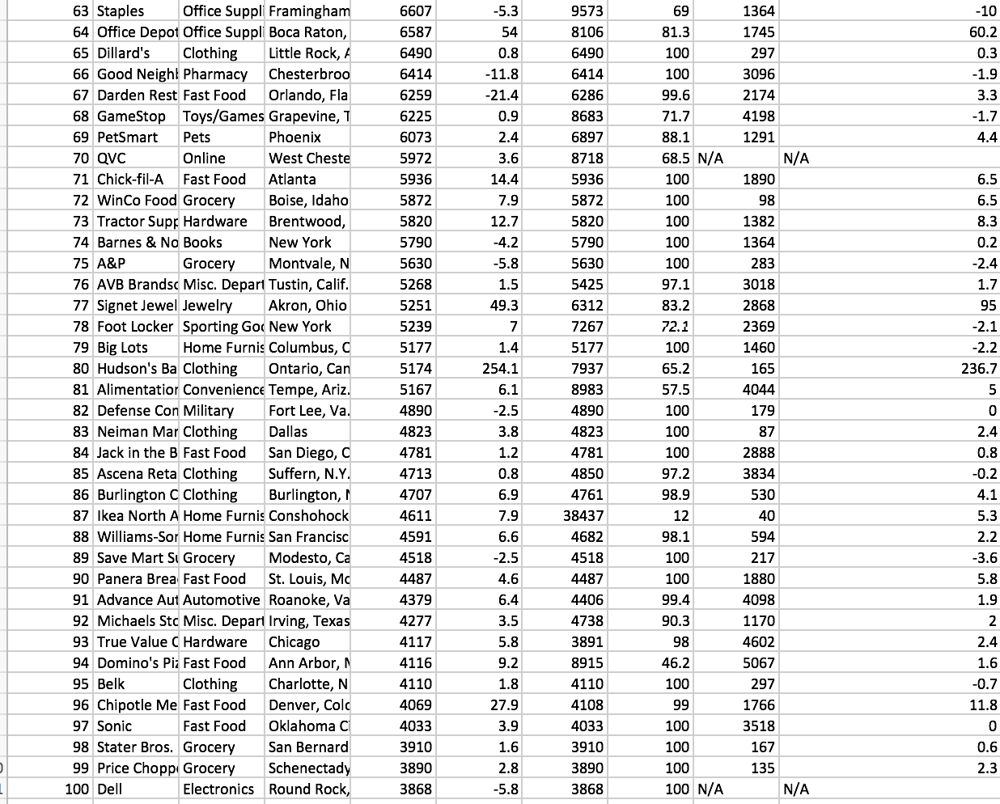 63 Staples Office Suppli Framingham 6607 -5.3 9573 69 1364 -10
64 Office Depot Office Suppli Boca Raton, 6587 54 8106 81.3 1745 60.2
65 Dillard's Clothing Little Rock, A 6490 0.8 6490 100 297 0.3
66 Good Neighb Pharmacy Chesterbroo 6414 -11.8 6414 100 3096 -1.9
67 Darden Rest Fast Food Orlando, Fla 6259 -21.4 6286 99.6 2174 3.3
68 GameStop Toys/Games Grapevine, T 6225 0.9 8683 71.7 4198 -1.7
69 PetSmart Pets Phoenix 6073 2.4 6897 88.1 1291 4.4
70 QVC Online West Cheste 5972 3.6 8718 68.5 N/A N/A
71 Chick-fil-A Fast Food Atlanta 5936 14.4 5936 100 1890 6.5
72 WinCo Food Grocery Boise, Idaho 5872 7.9 5872 100 98 6.5
73 Tractor Supp Hardware Brentwood, 5820 12.7 5820 100 1382 8.3
74 Barnes & No Books New York 5790 -4.2 5790 100 1364 0.2
75 A&P Grocery Montvale, N 5630 -5.8 5630 100 283 -2.4
76 AVB Brandsc Misc. Depart Tustin, Calif. 5268 1.5 5425 97.1 3018 1.7
77 Signet Jewel Jewelry Akron, Ohio 5251 49.3 6312 83.2 2868 95
78 Foot Locker Sporting Goo New York 5239 7 7267 72.1 2369 -2.1
79 Big Lots Home Furnis Columbus, O 5177 1.4 5177 100 1460 -2.2
80 Hudson's Ba Clothing Ontario, Can 5174 254.1 7937 65.2 165 236.7
81 Alimentation Convenience Tempe, Ariz. 5167 6.1 8983 57.5 4044 5
82 Defense Con Military Fort Lee, Va. 4890 -2.5 4890 100 179 0
83 Neiman Mar Clothing Dallas 4823 3.8 4823 100 87 2.4
84 Jack in the B Fast Food San Diego, C 4781 1.2 4781 100 2888 0.8
85 Ascena Reta Clothing Suffern, N.Y. 4713 0.8 4850 97.2 3834 -0.2
86 Burlington C Clothing Burlington, N 4707 6.9 4761 98.9 530 4.1
87 Ikea North A Home Furnis Conshohock 4611 7.9 38437 12 40 5.3
88 Williams-Son Home Furnis San Francisc 4591 6.6 4682 98.1 594 2.2
89 Save Mart Su Grocery Modesto, Ca 4518 -2.5 4518 100 217 -3.6
90 Panera Brea Fast Food St. Louis, Mo 4487 4.6 4487 100 1880 5.8
91 Advance Aut Automotive Roanoke, Va 4379 6.4 4406 99.4 4098 1.9
92 Michaels Sto Misc. Depart Irving, Texas 4277 3.5 4738 90.3 1170 2
93 True Value C Hardware Chicago 4117 5.8 3891 98 4602 2.4
94 Domino's Piz Fast Food Ann Arbor, M 4116 9.2 8915 46.2 5067 1.6
95 Belk Clothing Charlotte, N 4110 1.8 4110 100 297 -0.7
96 Chipotle Me Fast Food Denver, Colo 4069 27.9 4108 99 1766 11.8
97 Sonic Fast Food Oklahoma Ci 4033 3.9 4033 100 3518 0
98 Stater Bros. Grocery San Bernard 3910 1.6 3910 100 167 0.6
99 Price Choppe Grocery Schenectady 3890 2.8 3890 100 135 2.3
100 Dell Electronics Round Rock, 3868 -5.8 3868 100 N/A N/A